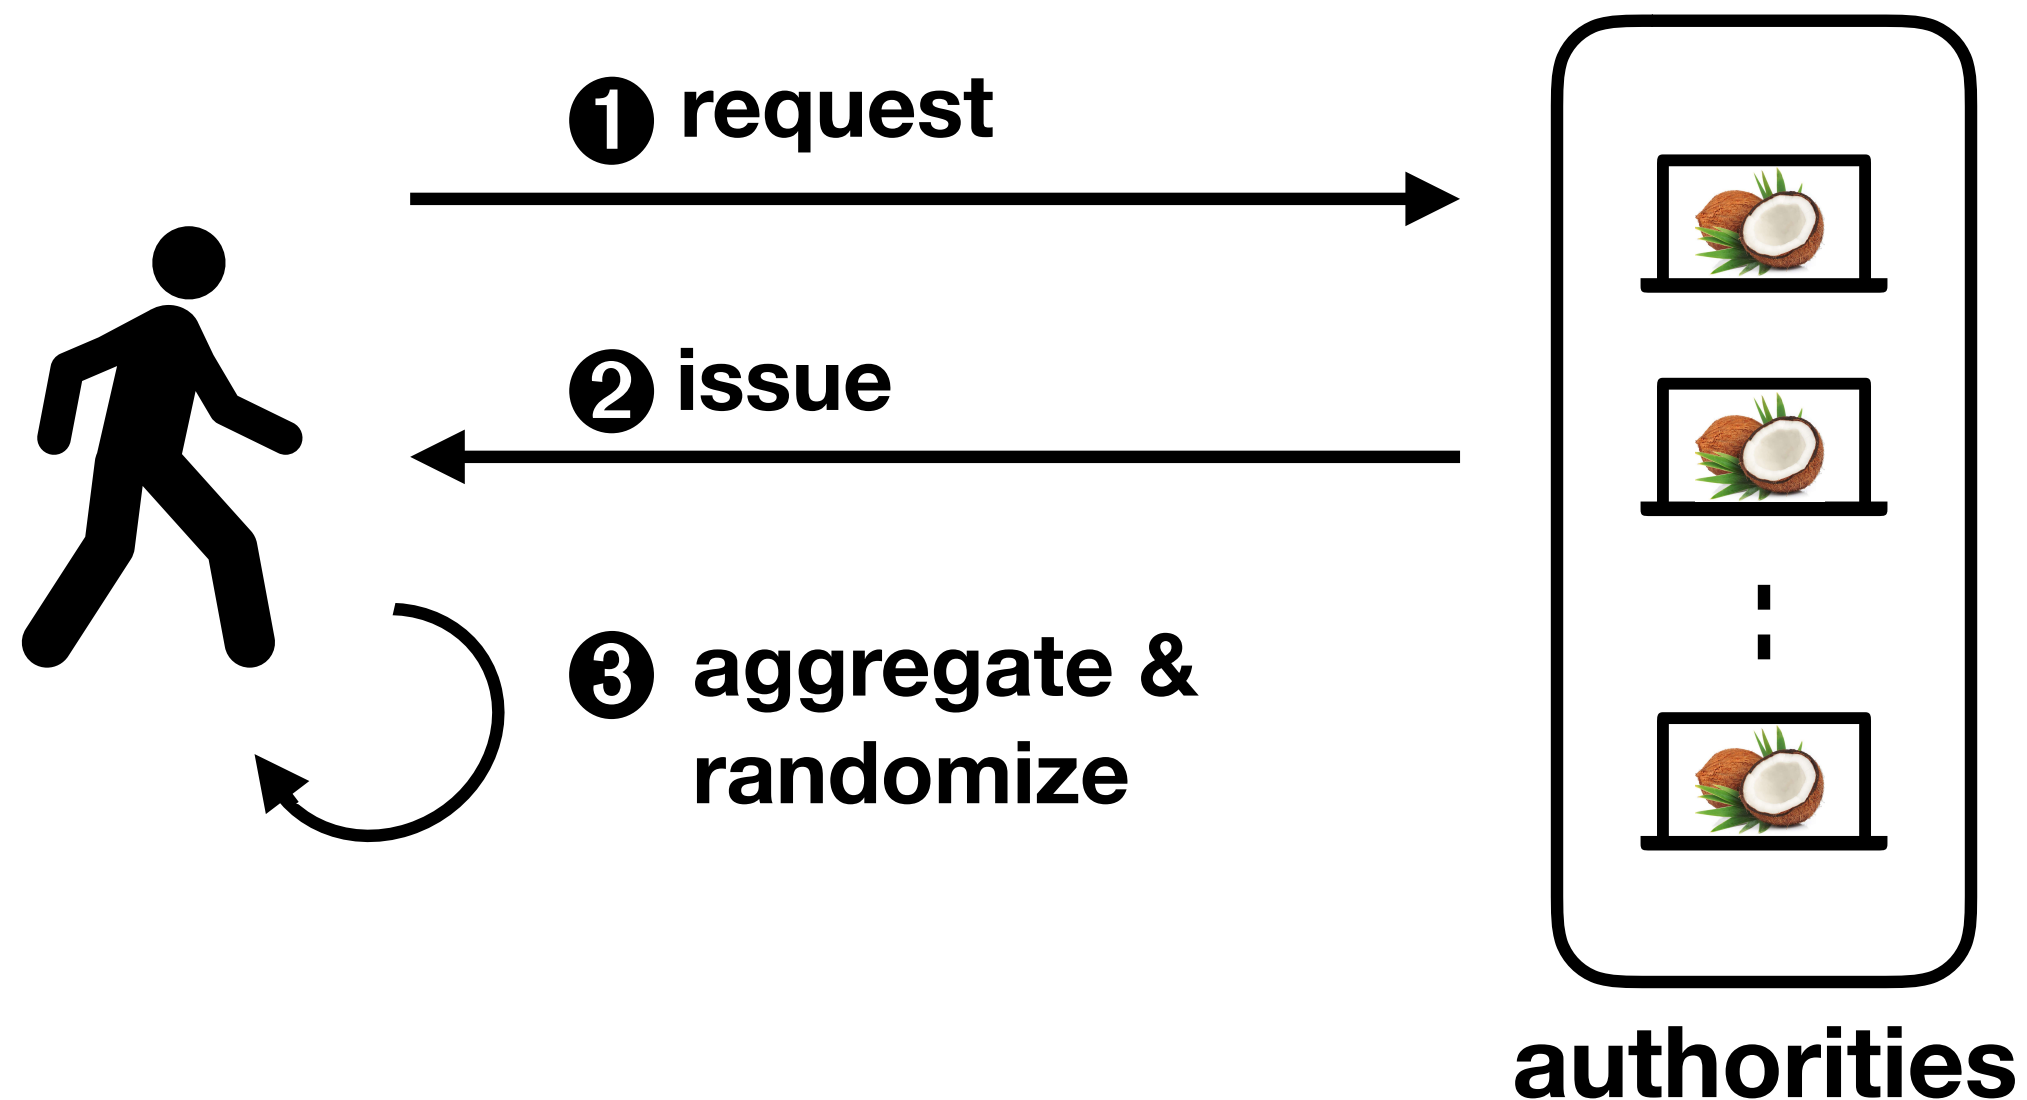 ❶ request
❷ issue
❸ aggregate &
randomize
authorities